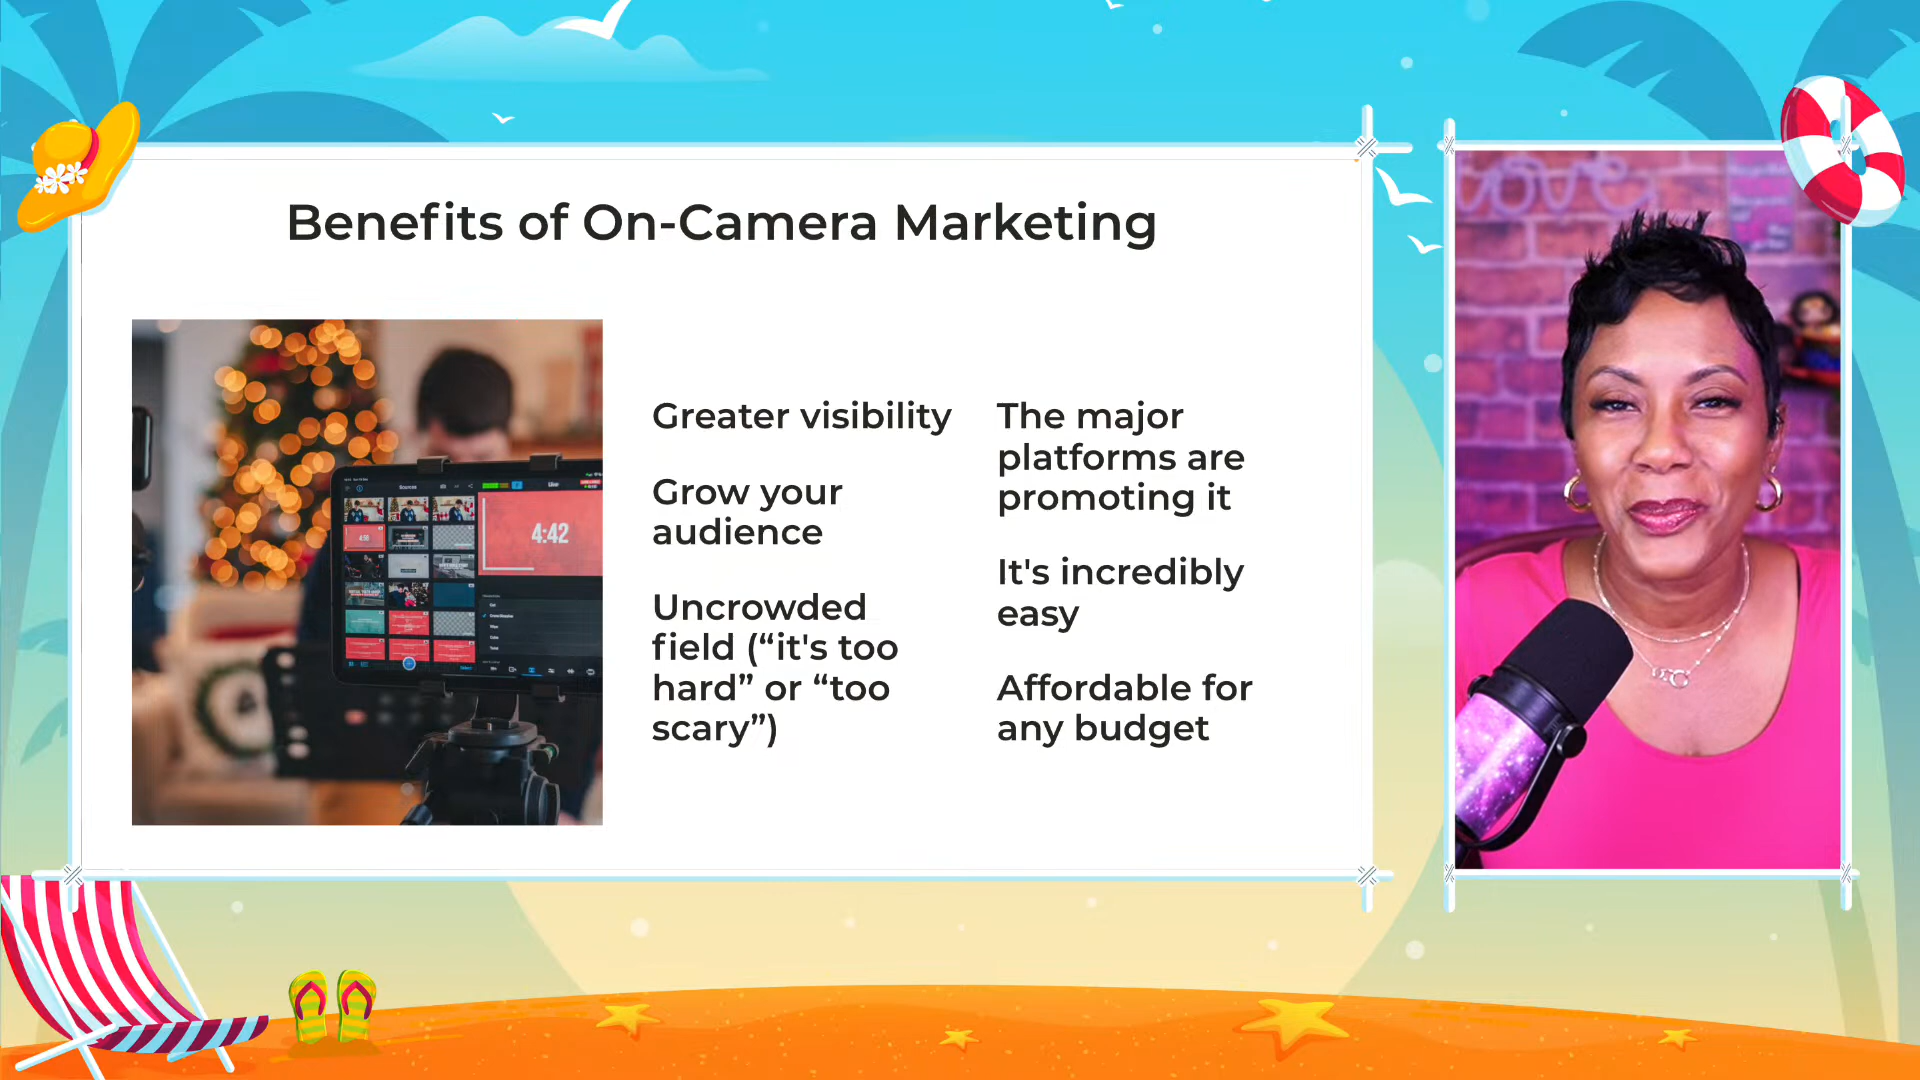 Benefits of On-Camera Marketing
Greater visibility
Grow your
audience
Uncrowded
field (“it's too
hard” or “too
scary”)
The major
platforms are
promoting it
It's incredibly
easy
Affordable for
any budget
4:42
love